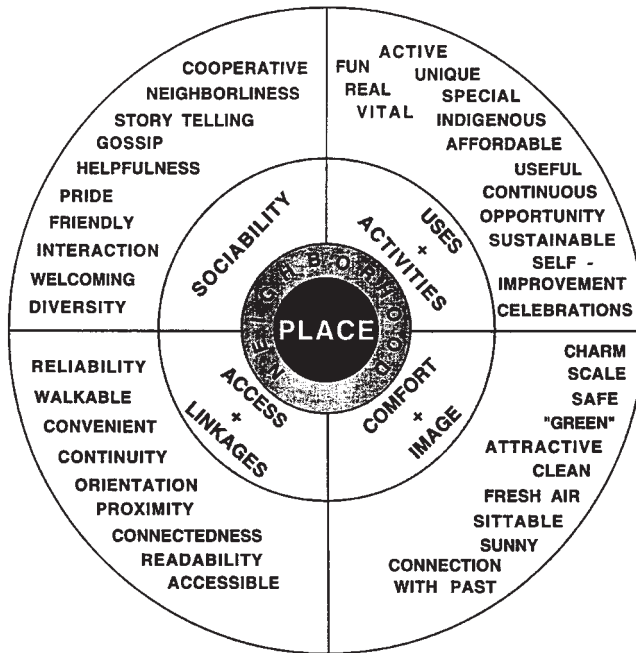 COOPERATIVE
NEIGHBORLINESS
STORY TELLING
GOSSIP
HELPFULNESS
PRIDE
FRIENDLY
INTERACTION
WELCOMING
DIVERSITY
SOCIABILITY
ACTIVE
FUN
UNIQUE
REAL
SPECIAL
VITAL
INDIGENOUS
AFFORDABLE
USEFUL
CONTINUOUS
OPPORTUNITY
SUSTAINABLE
SELF -
IMPROVEMENT
CELEBRATIONS
USES
+
ACTIVITIES
NEIGHBORHOOD
PLACE
RELIABILITY
WALKABLE
CONVENIENT
CONTINUITY
ORIENTATION
PROXIMITY
CONNECTEDNESS
READABILITY
ACCESSIBLE
ACCESS
+
LINKAGES
COMFORT
+
IMAGE
CHARM
SCALE
SAFE
"GREEN"
ATTRACTIVE
CLEAN
FRESH AIR
SITTABLE
SUNNY
CONNECTION
WITH PAST